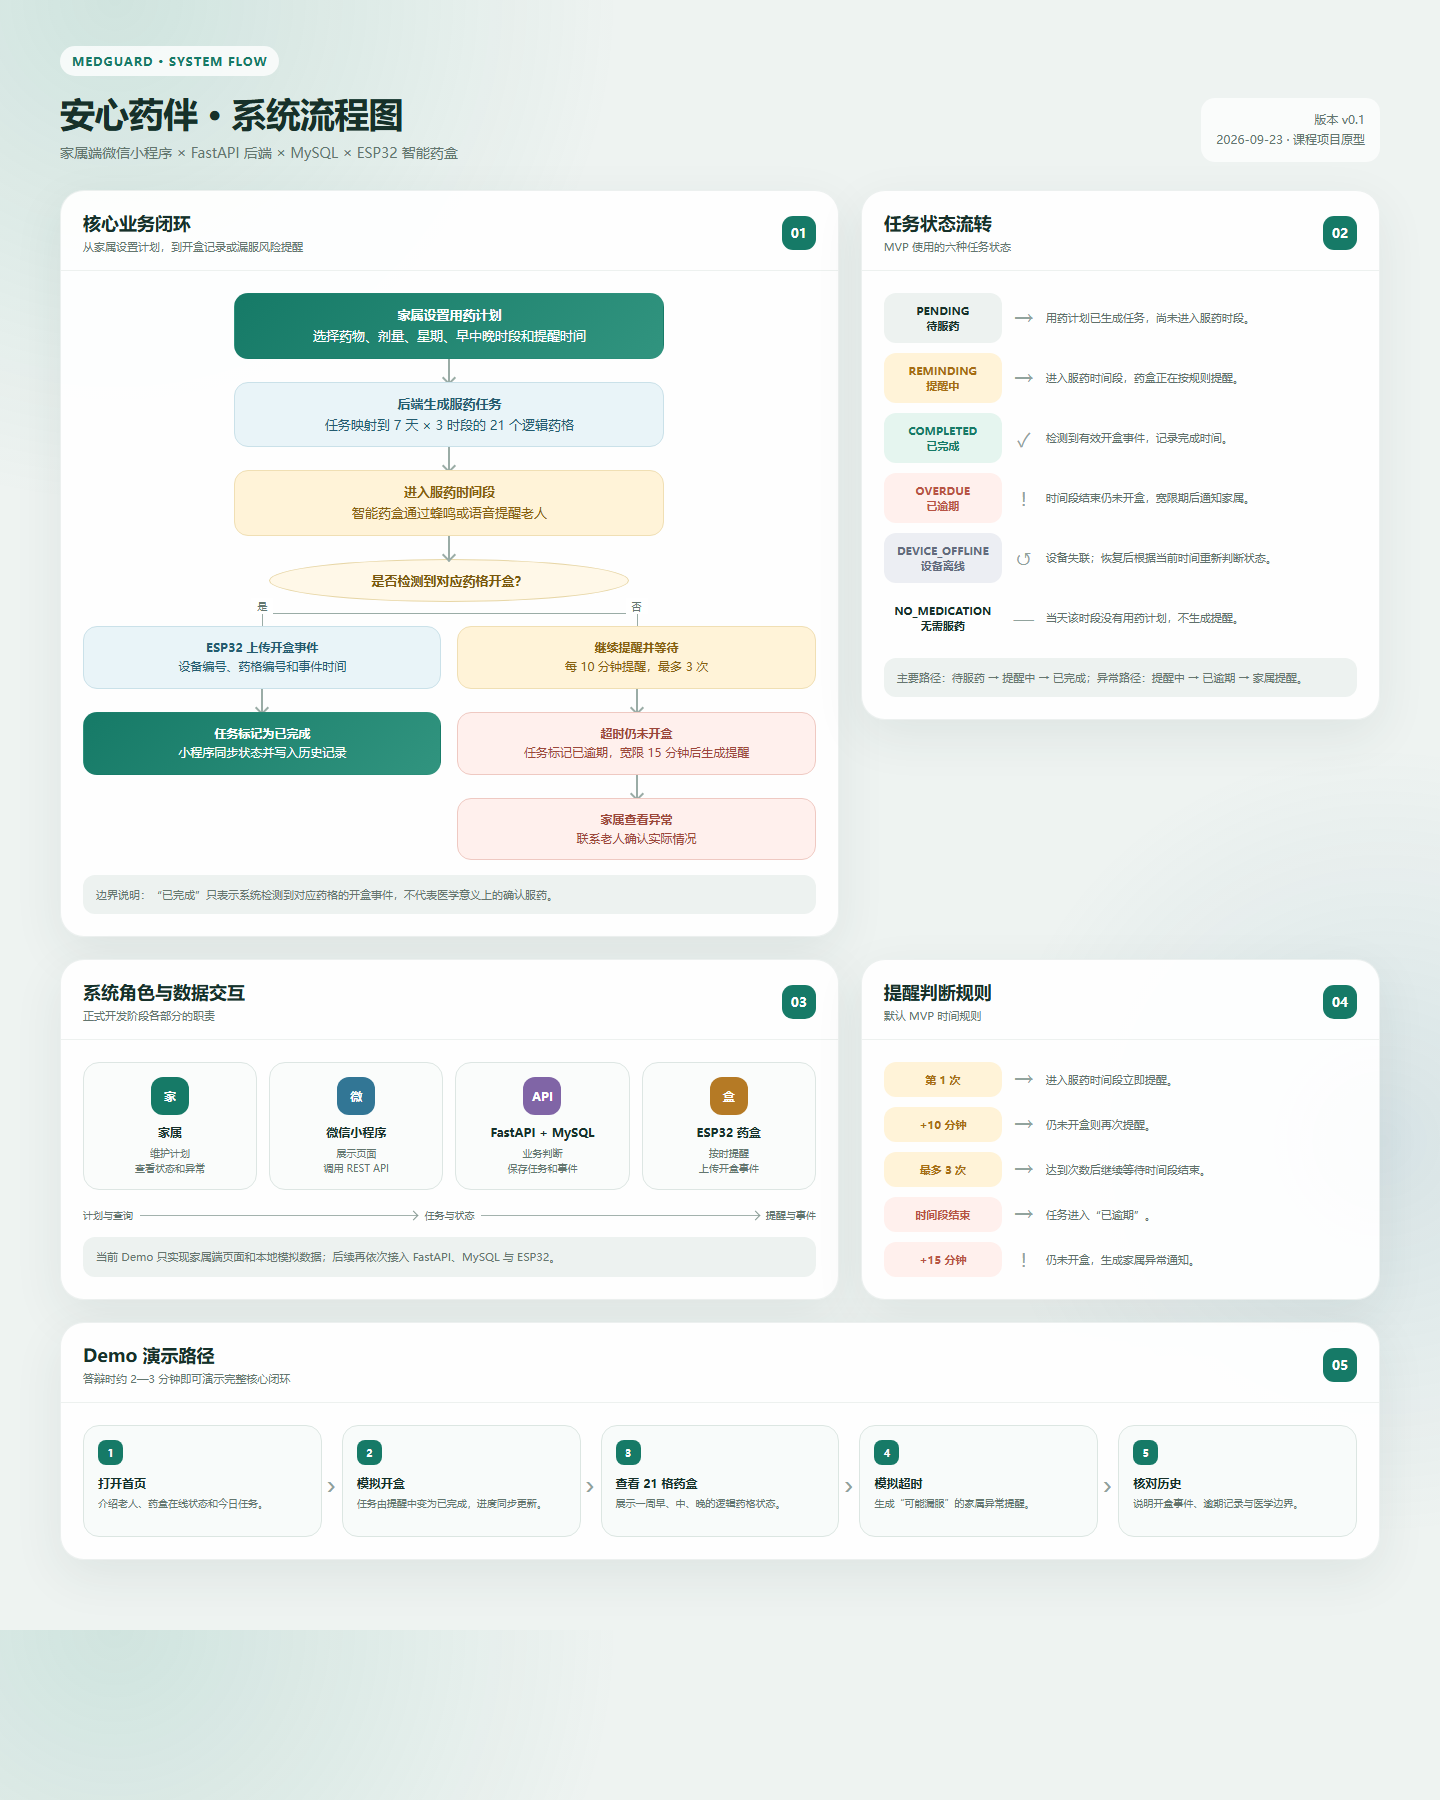 MEDGUARD • SYSTEM FLOW
安心药伴 • 系统流程图
家属端微信小程序 × FastAPI 后端 × MySQL × ESP32 智能药盒
版本 v0.1
2026-09-23 · 课程项目原型
核心业务闭环
从家属设置计划，到开盒记录或漏服风险提醒
01
家属设置用药计划
选择药物、剂量、星期、早中晚时段和提醒时间
后端生成服药任务
任务映射到 7 天 × 3 时段的 21 个逻辑药格
进入服药时间段
智能药盒通过蜂鸣或语音提醒老人
是否检测到对应药格开盒？
是
否
ESP32 上传开盒事件
设备编号、药格编号和事件时间
继续提醒并等待
每 10 分钟提醒，最多 3 次
任务标记为已完成
小程序同步状态并写入历史记录
超时仍未开盒
任务标记已逾期，宽限 15 分钟后生成提醒
家属查看异常
联系老人确认实际情况
边界说明：“已完成”只表示系统检测到对应药格的开盒事件，不代表医学意义上的确认服药。
任务状态流转
MVP 使用的六种任务状态
02
PENDING
待服药
→ 用药计划已生成任务，尚未进入服药时段。
REMINDING
提醒中
→ 进入服药时间段，药盒正在按规则提醒。
COMPLETED
已完成
✓ 检测到有效开盒事件，记录完成时间。
OVERDUE
已逾期
! 时间段结束仍未开盒，宽限期后通知家属。
DEVICE_OFFLINE
设备离线
↺ 设备失联；恢复后根据当前时间重新判断状态。
NO_MEDICATION
无需服药
— 当天该时段没有用药计划，不生成提醒。
主要路径：待服药 → 提醒中 → 已完成；异常路径：提醒中 → 已逾期 → 家属提醒。
系统角色与数据交互
正式开发阶段各部分的职责
03
家
家属
维护计划
查看状态和异常
微
微信小程序
展示页面
调用 REST API
API
FastAPI + MySQL
业务判断
保存任务和事件
盒
ESP32 药盒
按时提醒
上传开盒事件
计划与查询
任务与状态
提醒与事件
当前 Demo 只实现家属端页面和本地模拟数据；后续再依次接入 FastAPI、MySQL 与 ESP32。
提醒判断规则
默认 MVP 时间规则
04
第 1 次 → 进入服药时间段立即提醒。
+10 分钟 → 仍未开盒则再次提醒。
最多 3 次 → 达到次数后继续等待时间段结束。
时间段结束 → 任务进入“已逾期”。
+15 分钟 ! 仍未开盒，生成家属异常通知。
Demo 演示路径
答辩时约 2—3 分钟即可演示完整核心闭环
05
1
打开首页
介绍老人、药盒在线状态和今日任务。
›
2
模拟开盒
任务由提醒中变为已完成，进度同步更新。
›
3
查看 21 格药盒
展示一周早、中、晚的逻辑药格状态。
›
4
模拟超时
生成“可能漏服”的家属异常提醒。
›
5
核对历史
说明开盒事件、逾期记录与医学边界。